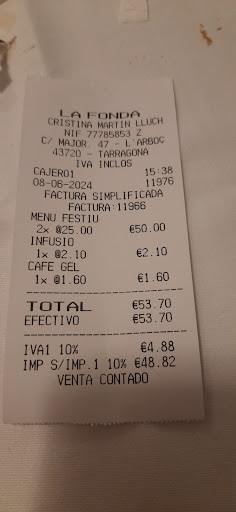 LA FONDA
CRISTINA MARTIN LLUCH
NIF 77785853 Z
C/ MAJOR, 47 - L'ARBOÇ
43720 - TARRAGONA
IVA INCLOS
CAJERO1 15:38
08-06-2024 11976
FACTURA SIMPLIFICADA
FACTURA:11966
MENU FESTIU
2x @25.00 €50.00
INFUSIO
1x @2.10 €2.10
CAFE GEL
1x @1.60 €1.60
TOTAL €53.70
EFECTIVO €53.70
IVA1 10% €4.88
IMP S/IMP.1 10% €48.82
VENTA CONTADO